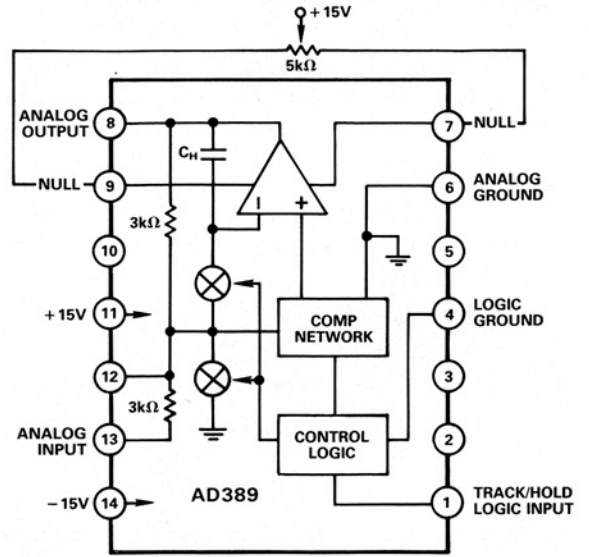 +15V
5kΩ
ANALOG
OUTPUT
8
7
NULL
CH
NULL
9
6
ANALOG
GROUND
3kΩ
10
5
+15V
11
4
LOGIC
GROUND
COMP
NETWORK
12
3
3kΩ
ANALOG
INPUT
13
CONTROL
LOGIC
2
-15V
14
AD389
1
TRACK/HOLD
LOGIC INPUT